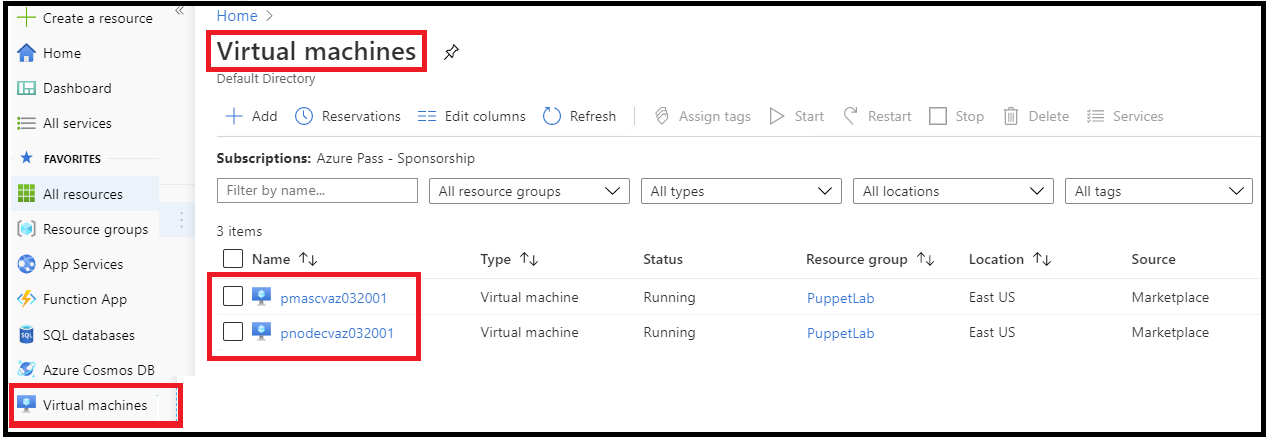 Create a resource
Home
Dashboard
All services
FAVORITES
All resources
Resource groups
App Services
Function App
SQL databases
Azure Cosmos DB
Virtual machines
Home >
Virtual machines
Default Directory
Add Reservations Edit columns Refresh Assign tags Start Restart Stop Delete Services
Subscriptions: Azure Pass - Sponsorship
Filter by name... All resource groups All types All locations All tags
3 items
Name Type Status Resource group Location Source
pmascvaz032001 Virtual machine Running PuppetLab East US Marketplace
pnodecvaz032001 Virtual machine Running PuppetLab East US Marketplace